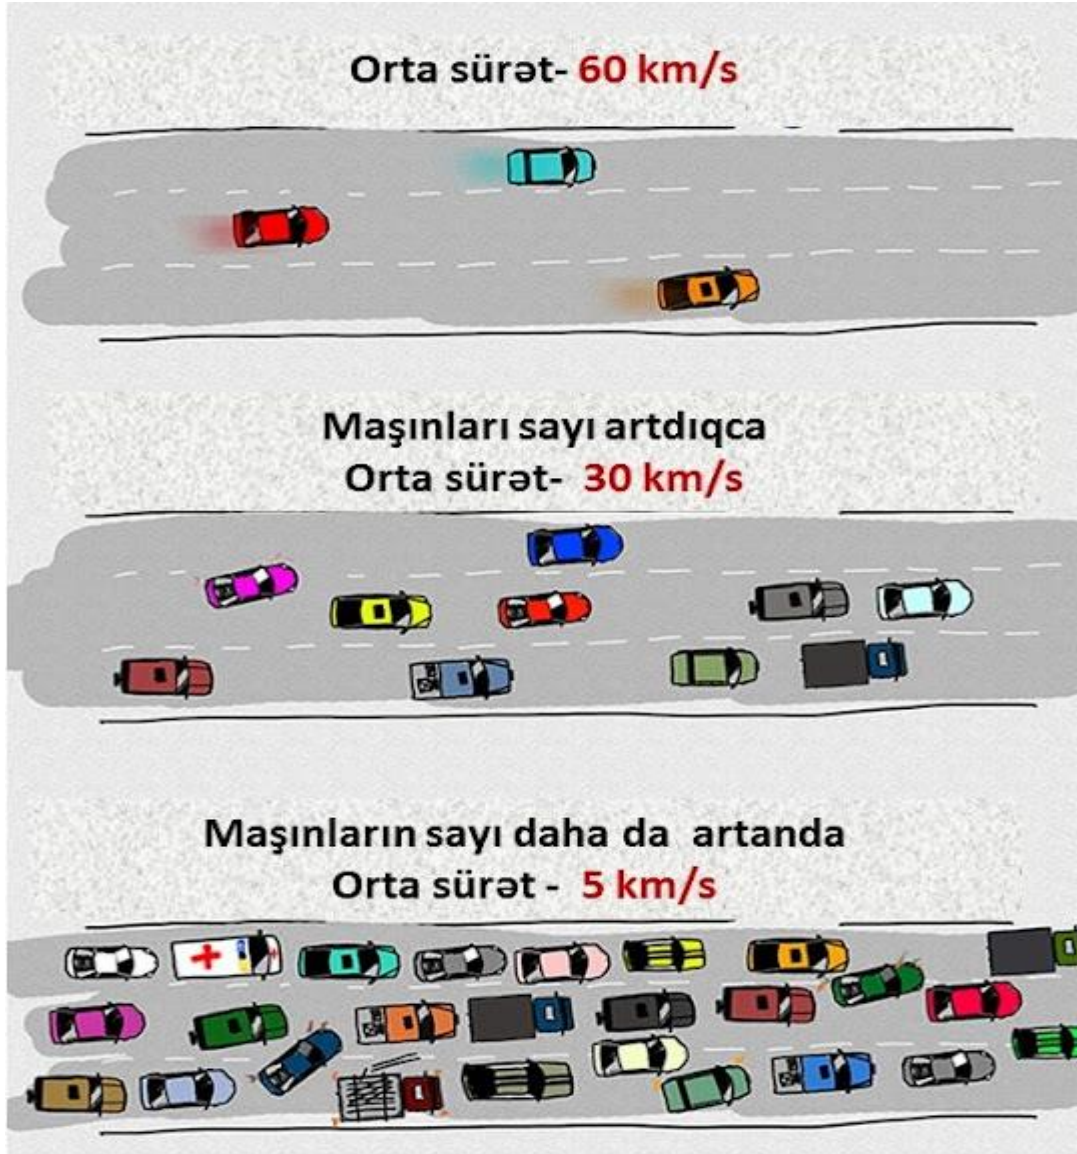 Orta sürət- 60 km/s
Maşınları sayı artdıqca
Orta sürət- 30 km/s
Maşınların sayı daha da artanda
Orta sürət - 5 km/s